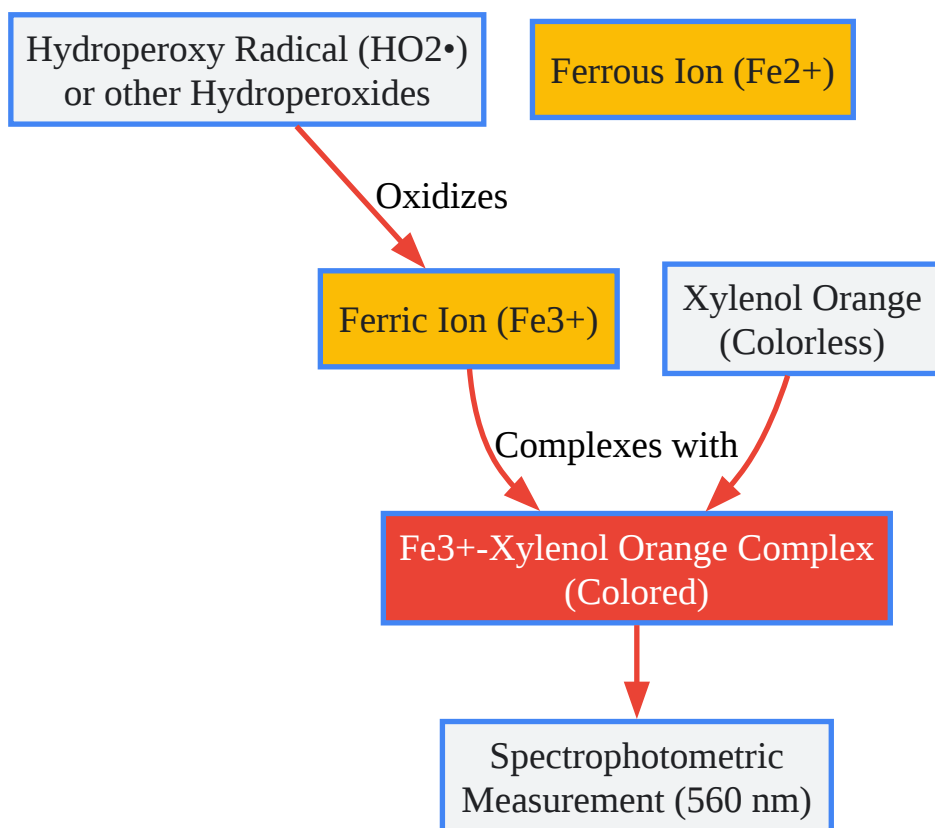 Hydroperoxy Radical (HO2•)
or other Hydroperoxides
Ferrous Ion (Fe2+)
Oxidizes
Ferric Ion (Fe3+)
Xylenol Orange
(Colorless)
Complexes with
Fe3+-Xylenol Orange Complex
(Colored)
Spectrophotometric
Measurement (560 nm)